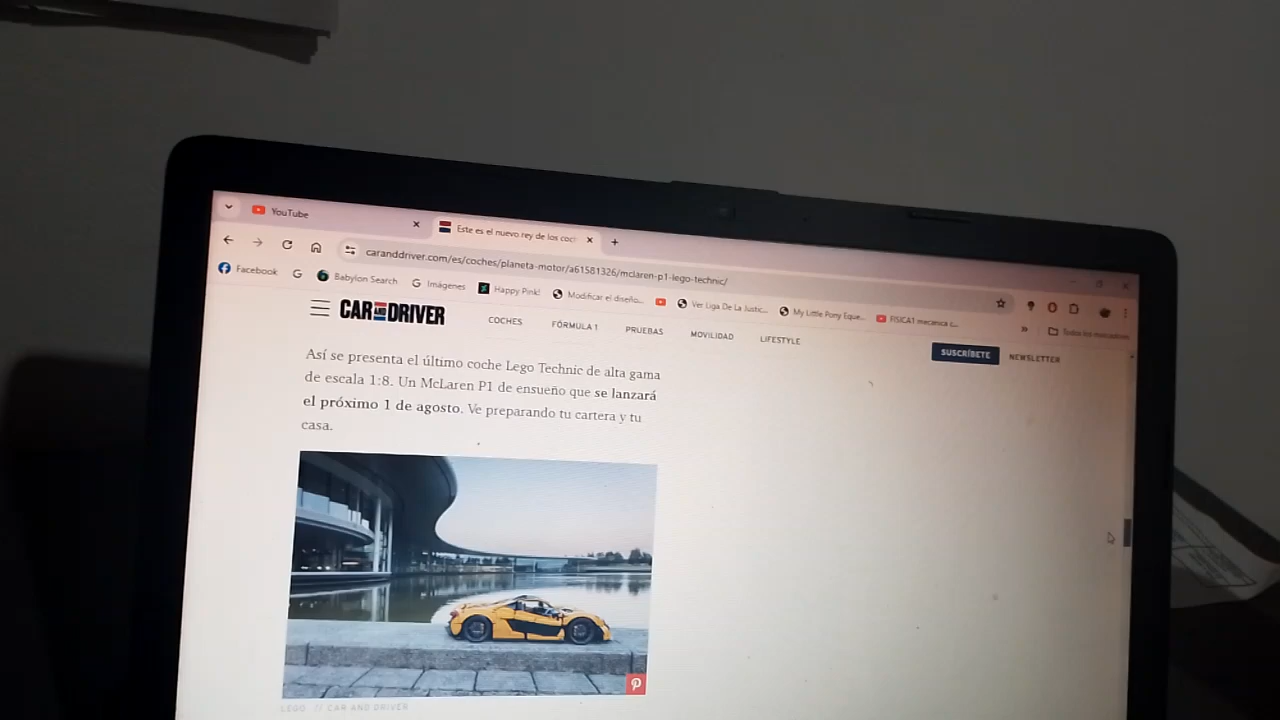 YouTube
Este es el nuevo rey de los coc
caranddriver.com/es/coches/planeta-motor/a61581326/mclaren-p1-lego-technic/
Facebook
Babylon Search
Imágenes
Happy Pink!
Modificar el diseño...
Ver Liga De La Justic...
My Little Pony Eque...
FISICA1 mecanica c...
Todos los marcadores
CAR AND DRIVER
COCHES
FÓRMULA 1
PRUEBAS
MOVILIDAD
LIFESTYLE
SUSCRÍBETE
NEWSLETTER
Así se presenta el último coche Lego Technic de alta gama
de escala 1:8. Un McLaren P1 de ensueño que se lanzará
el próximo 1 de agosto. Ve preparando tu cartera y tu
casa.
LEGO // CAR AND DRIVER